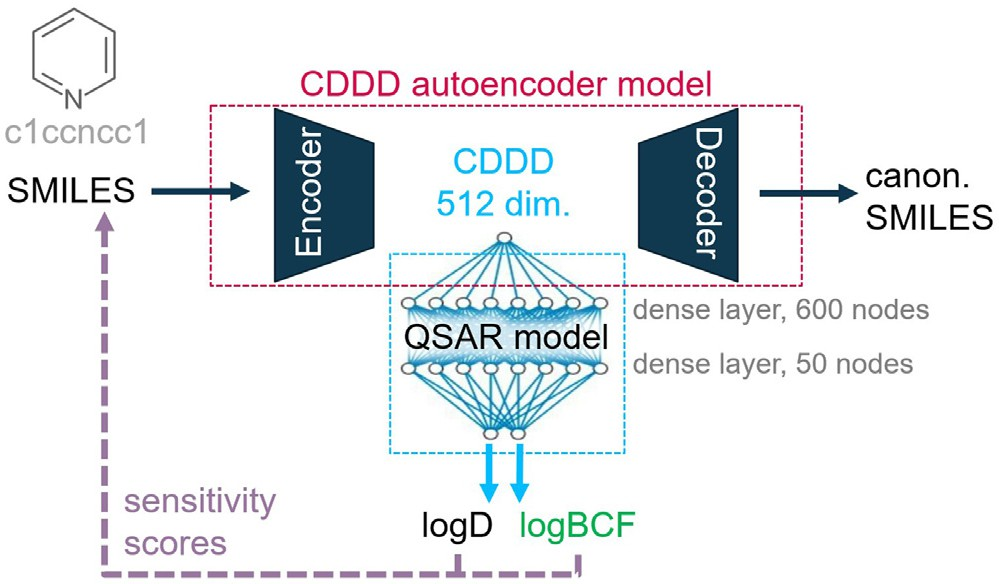 N
c1ccncc1
SMILES
CDDD autoencoder model
Encoder
CDDD
512 dim.
Decoder
canon.
SMILES
dense layer, 600 nodes
QSAR model
dense layer, 50 nodes
sensitivity
scores
logD
logBCF